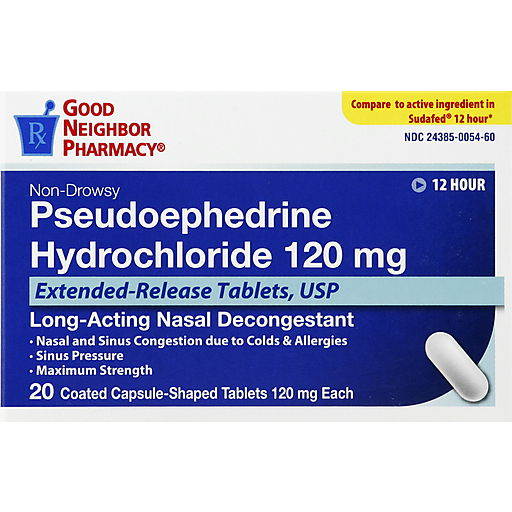 Rx
GOOD
NEIGHBOR
PHARMACY®
Compare to active ingredient in
Sudafed® 12 hour*
NDC 24385-0054-60
Non-Drowsy
12 HOUR
Pseudoephedrine
Hydrochloride 120 mg
Extended-Release Tablets, USP
Long-Acting Nasal Decongestant
• Nasal and Sinus Congestion due to Colds & Allergies
• Sinus Pressure
• Maximum Strength
20 Coated Capsule-Shaped Tablets 120 mg Each